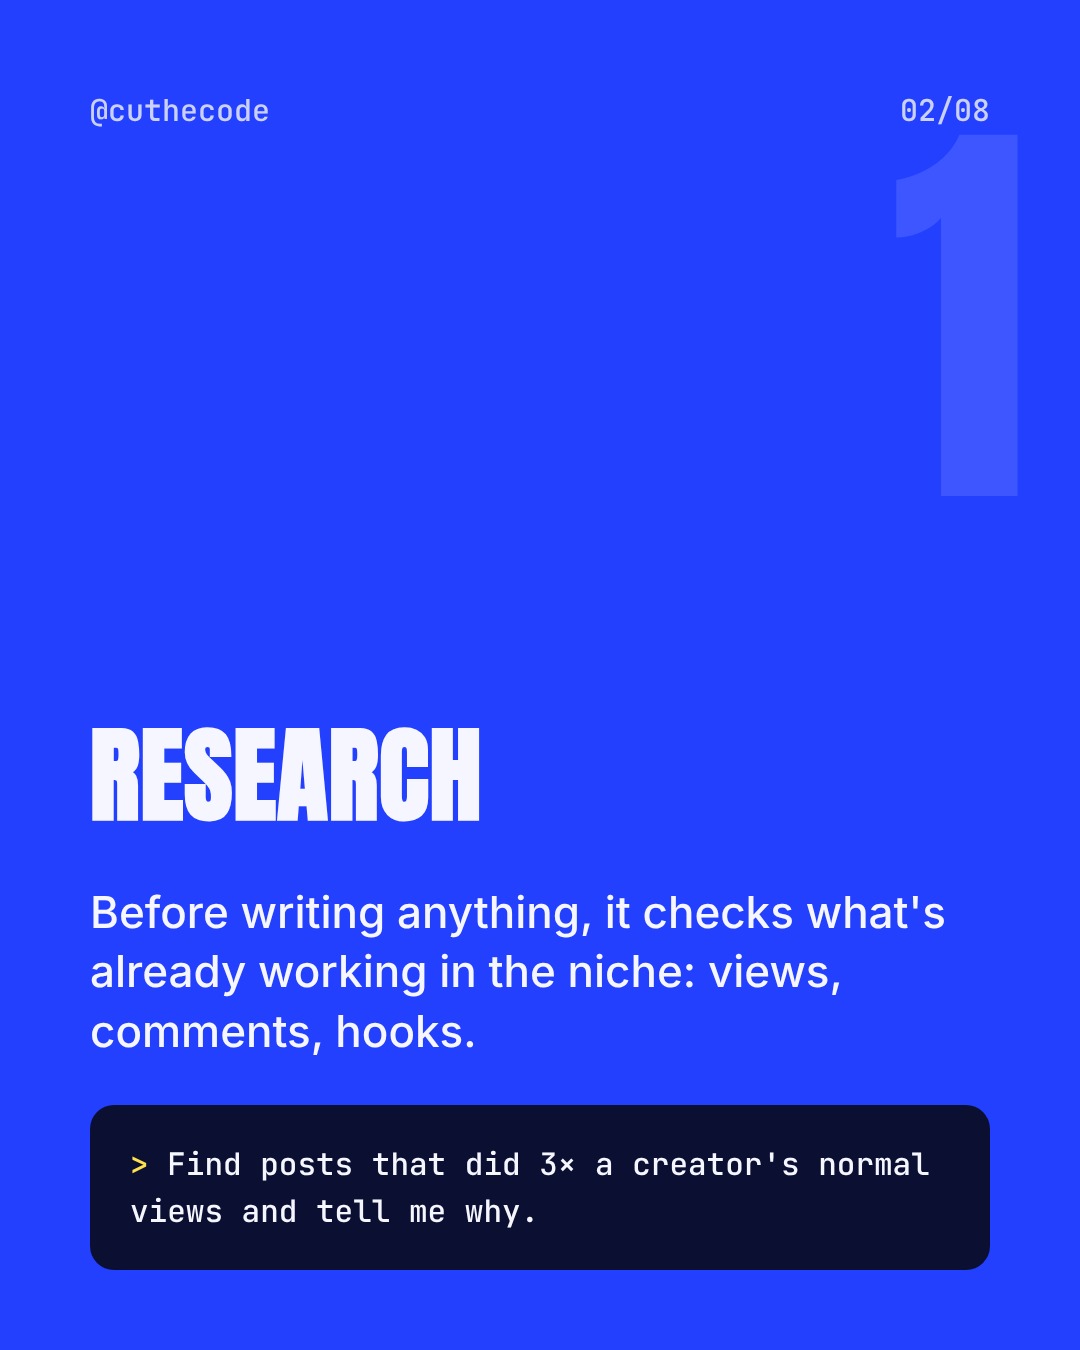 @cuthecode
02/08
1
RESEARCH
Before writing anything, it checks what's
already working in the niche: views,
comments, hooks.
> Find posts that did 3× a creator's normal
views and tell me why.